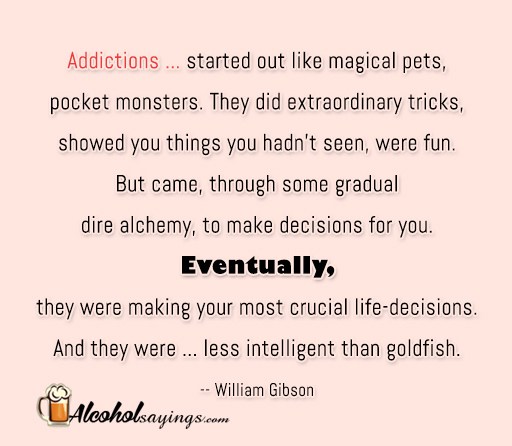 Addictions ... started out like magical pets,
pocket monsters. They did extraordinary tricks,
showed you things you hadn't seen, were fun.
But came, through some gradual
dire alchemy, to make decisions for you.
Eventually,
they were making your most crucial life-decisions.
And they were ... less intelligent than goldfish.
-- William Gibson
Alcoholsayings.com